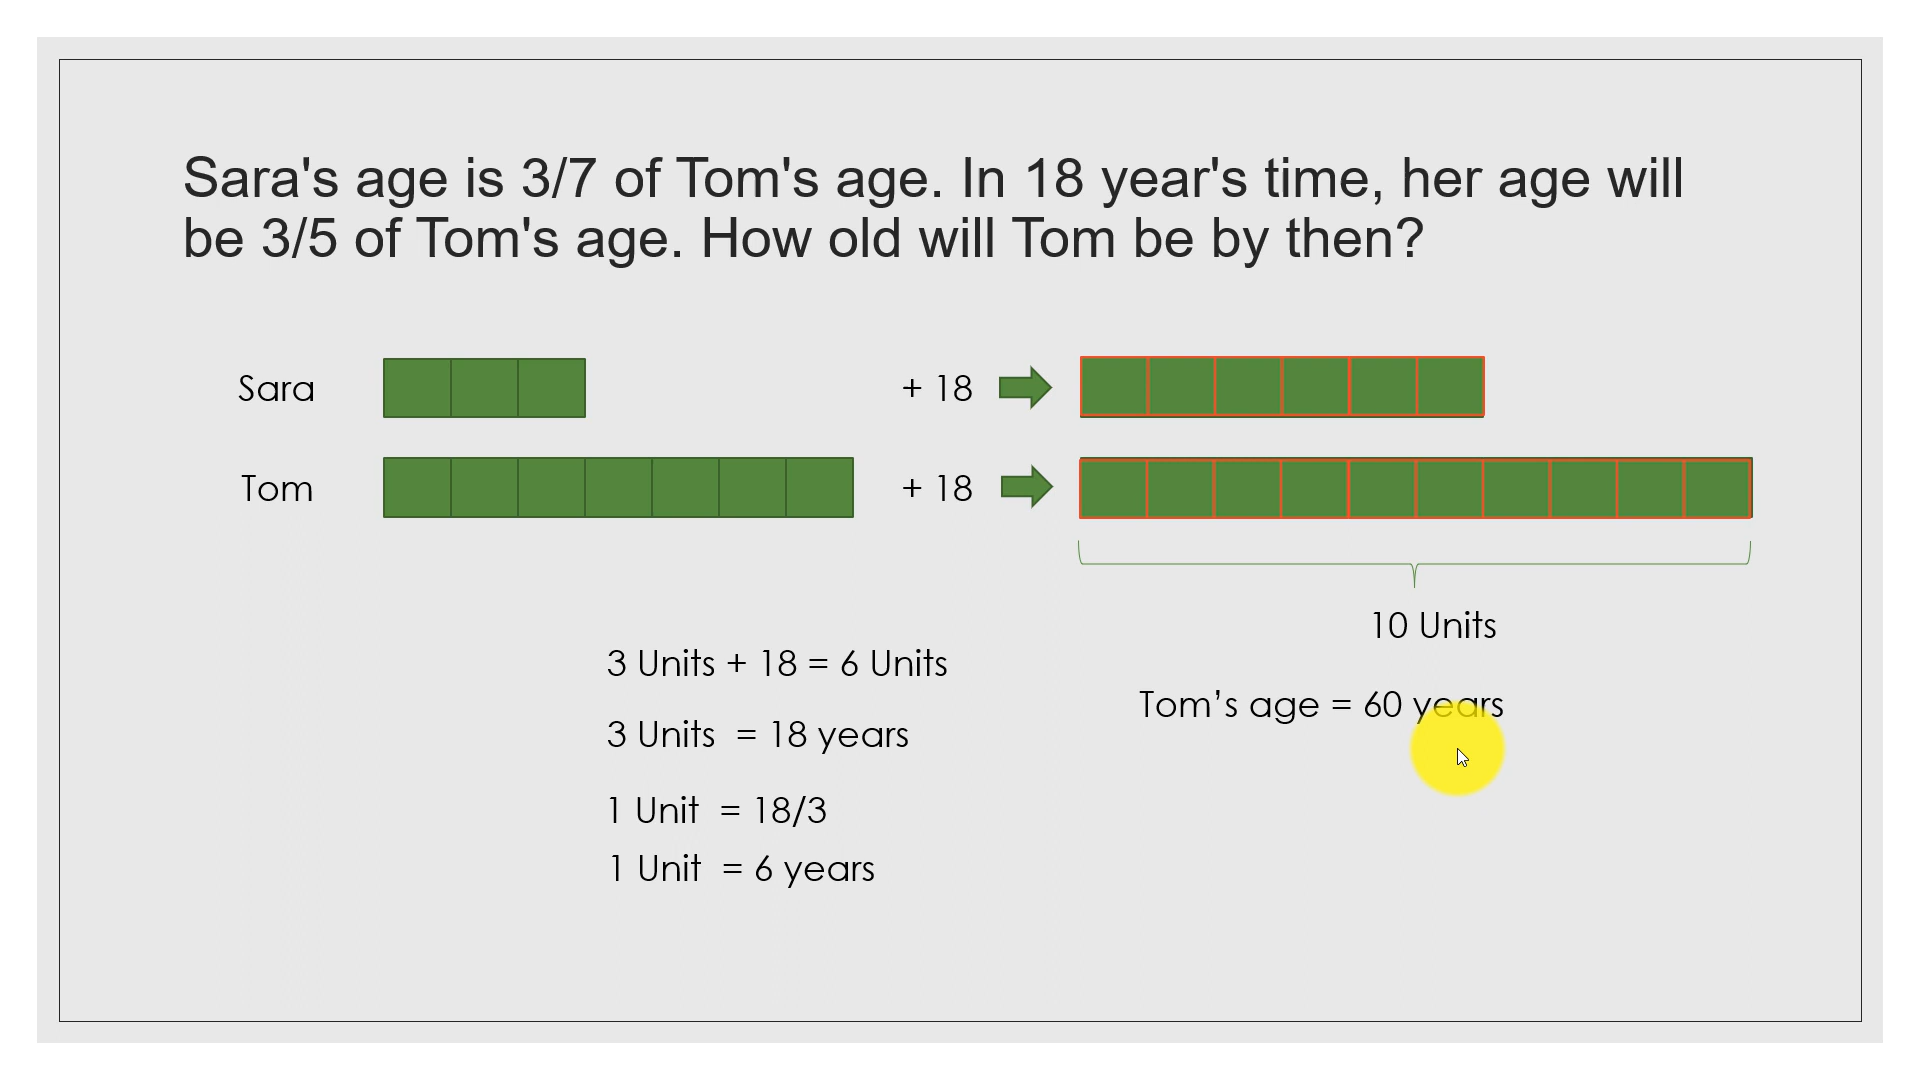 Sara's age is 3/7 of Tom's age. In 18 year's time, her age will
be 3/5 of Tom's age. How old will Tom be by then?
Sara
+ 18
Tom
+ 18
10 Units
3 Units + 18 = 6 Units
Tom’s age = 60 years
3 Units = 18 years
1 Unit = 18/3
1 Unit = 6 years